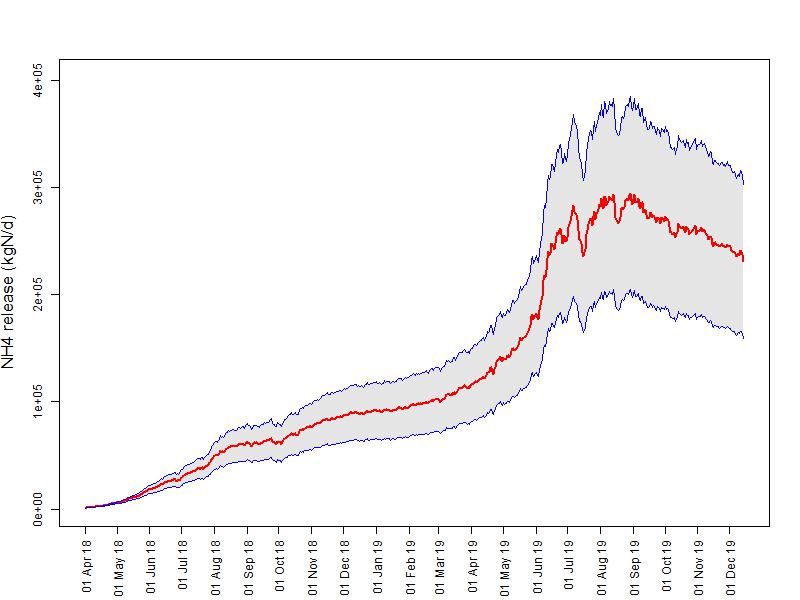 NH4 release (kgN/d)
4e+05
3e+05
2e+05
1e+05
0e+00
01 Apr 18
01 May 18
01 Jun 18
01 Jul 18
01 Aug 18
01 Sep 18
01 Oct 18
01 Nov 18
01 Dec 18
01 Jan 19
01 Feb 19
01 Mar 19
01 Apr 19
01 May 19
01 Jun 19
01 Jul 19
01 Aug 19
01 Sep 19
01 Oct 19
01 Nov 19
01 Dec 19